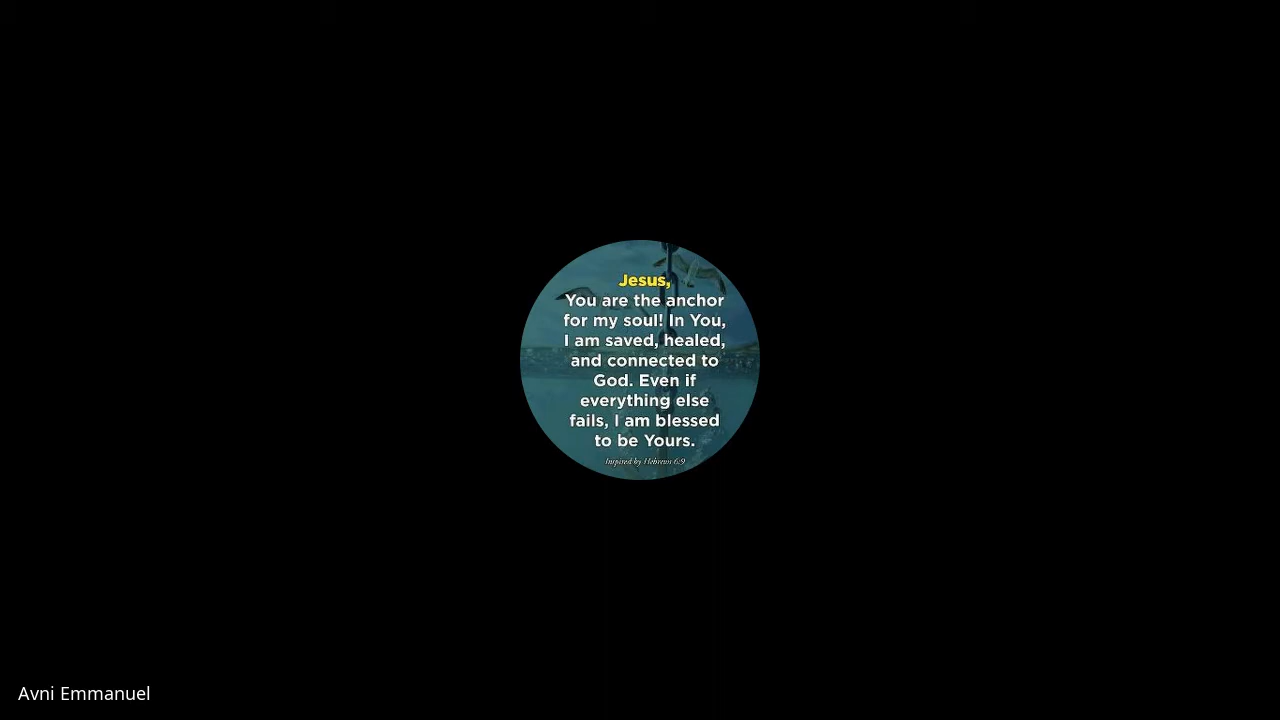 Jesus,
You are the anchor
for my soul! In You,
I am saved, healed,
and connected to
God. Even if
everything else
fails, I am blessed
to be Yours.
Inspired by Hebrews 6:9
Avni Emmanuel